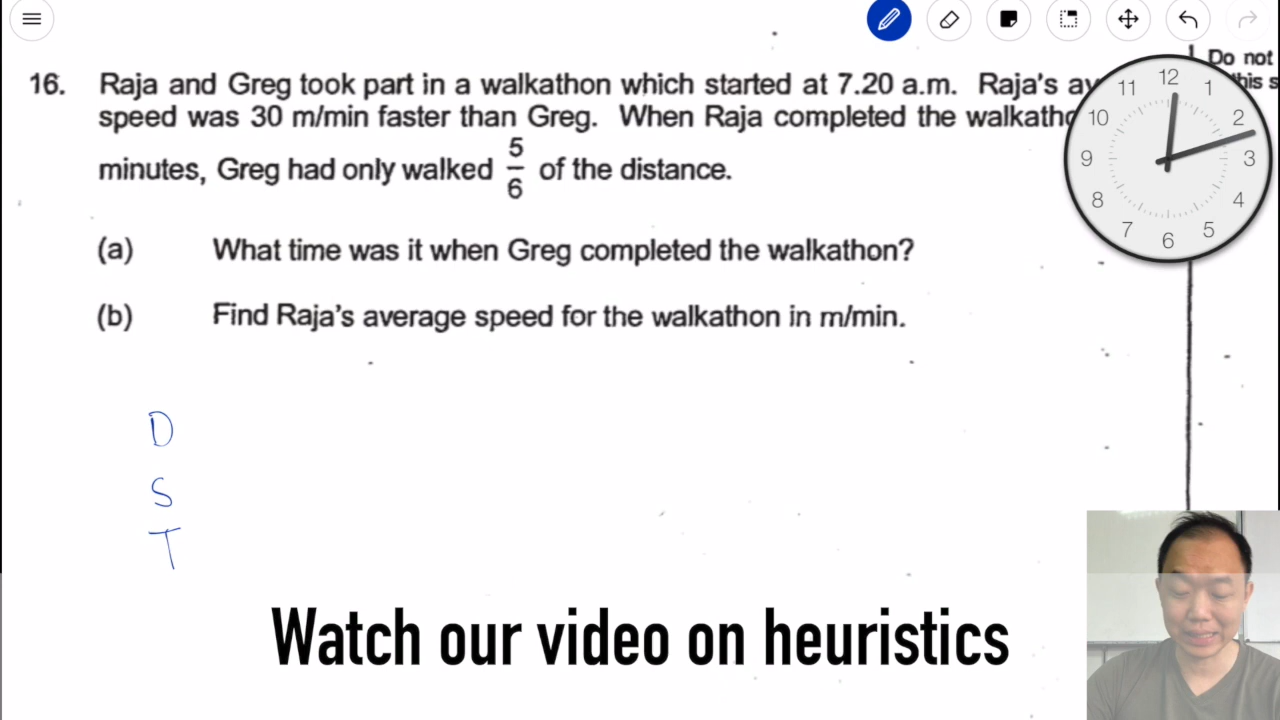 Do not
this s
16. Raja and Greg took part in a walkathon which started at 7.20 a.m. Raja's
speed was 30 m/min faster than Greg. When Raja completed the
minutes, Greg had only walked 5/6 of the distance.
(a) What time was it when Greg completed the walkathon?
(b) Find Raja's average speed for the walkathon in m/min.
12
1
2
3
4
5
6
7
8
9
10
11
D
S
T
Watch our video on heuristics